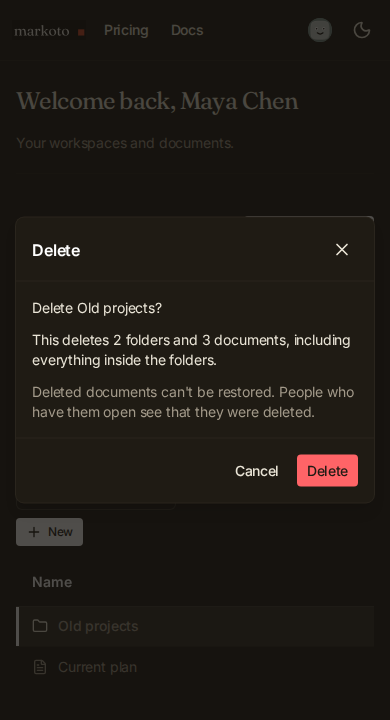 markoto
Pricing
Docs
Welcome back, Maya Chen
Your workspaces and documents.
Delete
Delete Old projects?
This deletes 2 folders and 3 documents, including
everything inside the folders.
Deleted documents can't be restored. People who
have them open see that they were deleted.
Cancel
Delete
New
Name
Old projects
Current plan